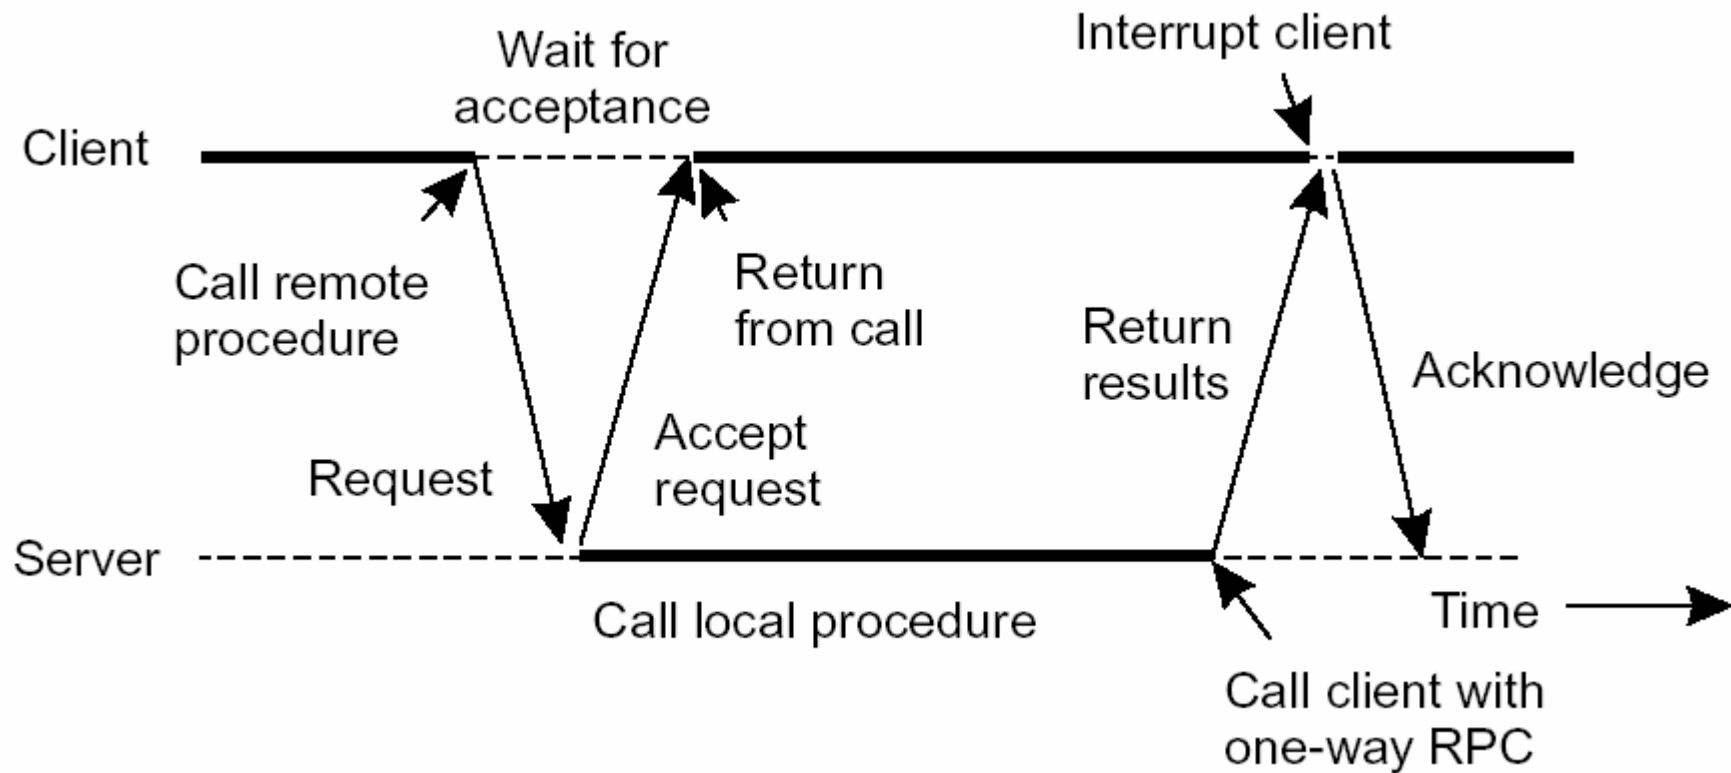 Interrupt client
Wait for
acceptance
Client
Call remote
procedure
Return
from call
Return
results
Acknowledge
Accept
request
Request
Server
Call local procedure
Time
Call client with
one-way RPC